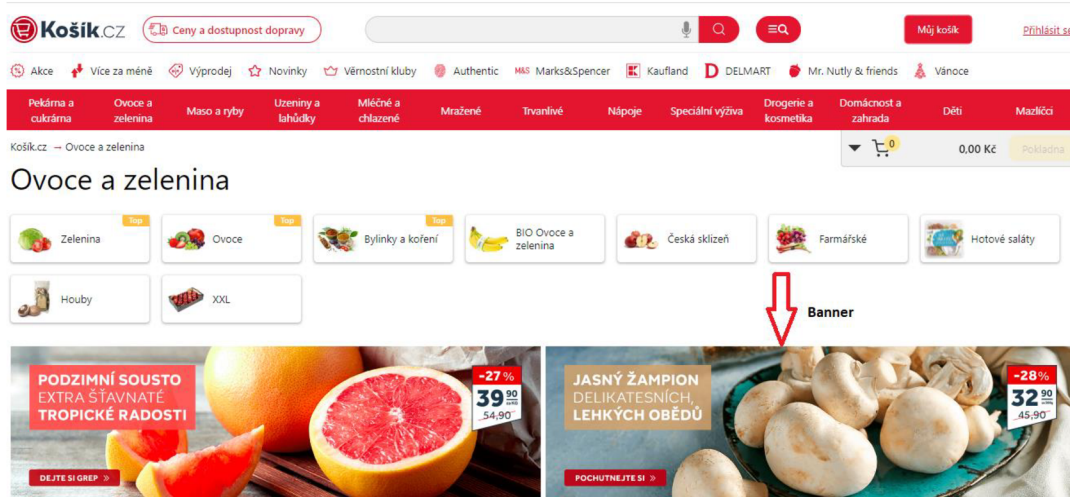 Košík.CZ
Ceny a dostupnost dopravy
Můj košík
Přihlásit se
Akce
Více za méně
Výprodej
Novinky
Věrnostní kluby
Authentic
M&S Marks&Spencer
Kaufland
D DELMART
Mr. Nutly & friends
Vánoce
Pekárna a
cukrárna
Ovoce a
zelenina
Maso a ryby
Uzeniny a
lahůdky
Mléčné a
chlazené
Mražené
Trvanlivé
Nápoje
Speciální výživa
Drogerie a
kosmetika
Domácnost a
zahrada
Děti
Mazlíčci
Košík.cz → Ovoce a zelenina
0
0,00 Kč
Pokladna
Ovoce a zelenina
Top
Zelenina
Top
Ovoce
Top
Bylinky a koření
BIO Ovoce a
zelenina
Česká sklizeň
Farmářské
Hotové saláty
Houby
XXL
Banner
PODZIMNÍ SOUSTO
EXTRA ŠŤAVNATÉ
TROPICKÉ RADOSTI
-27%
39 90
54,90
DEJTE SI GREP »
JASNÝ ŽAMPION
DELIKATESNÍCH,
LEHKÝCH OBĚDŮ
-28%
32 90
45,90
POCHUTNEJTE SI »